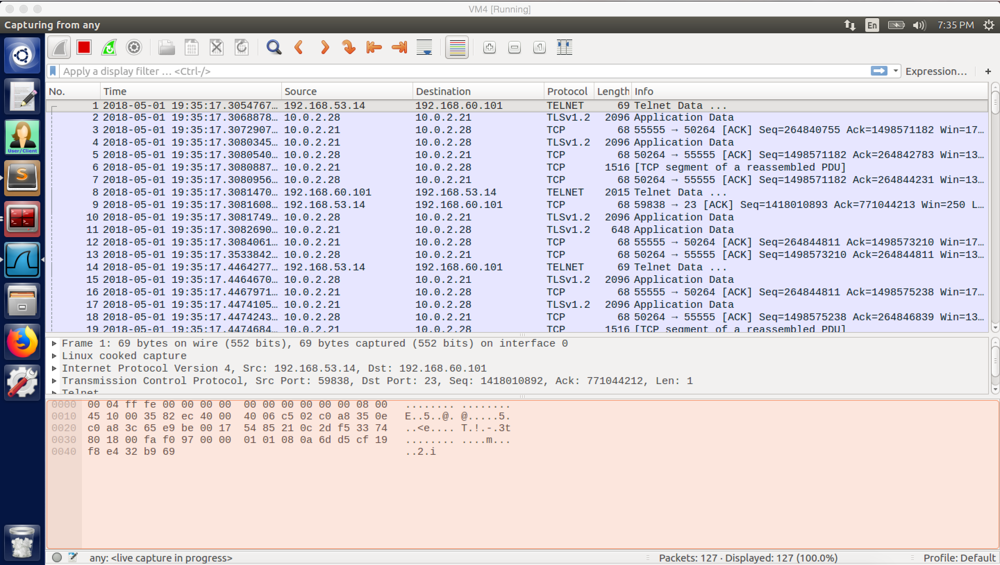 VM4 [Running]
Capturing from any
En
7:35 PM
User/Client
Apply a display filter … <Ctrl-/>
Expression…
+
No. Time Source Destination Protocol Length Info
1 2018-05-01 19:35:17.3054767… 192.168.53.14 192.168.60.101 TELNET 69 Telnet Data ...
2 2018-05-01 19:35:17.3068878… 10.0.2.28 10.0.2.21 TLSv1.2 2096 Application Data
3 2018-05-01 19:35:17.3072907… 10.0.2.21 10.0.2.28 TCP 68 55555 → 50264 [ACK] Seq=264840755 Ack=1498571182 Win=17…
4 2018-05-01 19:35:17.3080345… 10.0.2.21 10.0.2.28 TLSv1.2 2096 Application Data
5 2018-05-01 19:35:17.3080540… 10.0.2.28 10.0.2.21 TCP 68 50264 → 55555 [ACK] Seq=1498571182 Ack=264842783 Win=13…
6 2018-05-01 19:35:17.3080887… 10.0.2.21 10.0.2.28 TCP 1516 [TCP segment of a reassembled PDU]
7 2018-05-01 19:35:17.3080956… 10.0.2.28 10.0.2.21 TCP 68 50264 → 55555 [ACK] Seq=1498571182 Ack=264844231 Win=13…
8 2018-05-01 19:35:17.3081470… 192.168.60.101 192.168.53.14 TELNET 2015 Telnet Data ...
9 2018-05-01 19:35:17.3081608… 192.168.53.14 192.168.60.101 TCP 68 59838 → 23 [ACK] Seq=1418010893 Ack=771044213 Win=250 L…
10 2018-05-01 19:35:17.3081749… 10.0.2.28 10.0.2.21 TLSv1.2 2096 Application Data
11 2018-05-01 19:35:17.3082690… 10.0.2.21 10.0.2.28 TLSv1.2 648 Application Data
12 2018-05-01 19:35:17.3084061… 10.0.2.21 10.0.2.28 TCP 68 55555 → 50264 [ACK] Seq=264844811 Ack=1498573210 Win=17…
13 2018-05-01 19:35:17.3533842… 10.0.2.28 10.0.2.21 TCP 68 50264 → 55555 [ACK] Seq=1498573210 Ack=264844811 Win=13…
14 2018-05-01 19:35:17.4464277… 192.168.53.14 192.168.60.101 TELNET 69 Telnet Data ...
15 2018-05-01 19:35:17.4464670… 10.0.2.28 10.0.2.21 TLSv1.2 2096 Application Data
16 2018-05-01 19:35:17.4467971… 10.0.2.21 10.0.2.28 TCP 68 55555 → 50264 [ACK] Seq=264844811 Ack=1498575238 Win=17…
17 2018-05-01 19:35:17.4474105… 10.0.2.21 10.0.2.28 TLSv1.2 2096 Application Data
18 2018-05-01 19:35:17.4474243… 10.0.2.28 10.0.2.21 TCP 68 50264 → 55555 [ACK] Seq=1498575238 Ack=264846839 Win=13…
19 2018-05-01 19:35:17.4474684… 10.0.2.21 10.0.2.28 TCP 1516 [TCP segment of a reassembled PDU]
Frame 1: 69 bytes on wire (552 bits), 69 bytes captured (552 bits) on interface 0
Linux cooked capture
Internet Protocol Version 4, Src: 192.168.53.14, Dst: 192.168.60.101
Transmission Control Protocol, Src Port: 59838, Dst Port: 23, Seq: 1418010892, Ack: 771044212, Len: 1
Telnet
0000 00 04 ff fe 00 00 00 00 00 00 00 00 00 00 08 00 ........ ........
0010 45 10 00 35 82 ec 40 00 40 06 c5 02 c0 a8 35 0e E..5..@. @.....5.
0020 c0 a8 3c 65 e9 be 00 17 54 85 21 0c 2d f5 33 74 ..<e.... T.!.-.3t
0030 80 18 00 fa f0 97 00 00 01 01 08 0a 6d d5 cf 19 ........ ....m...
0040 f8 e4 32 b9 69 ..2.i
any: <live capture in progress>
Packets: 127 · Displayed: 127 (100.0%)
Profile: Default